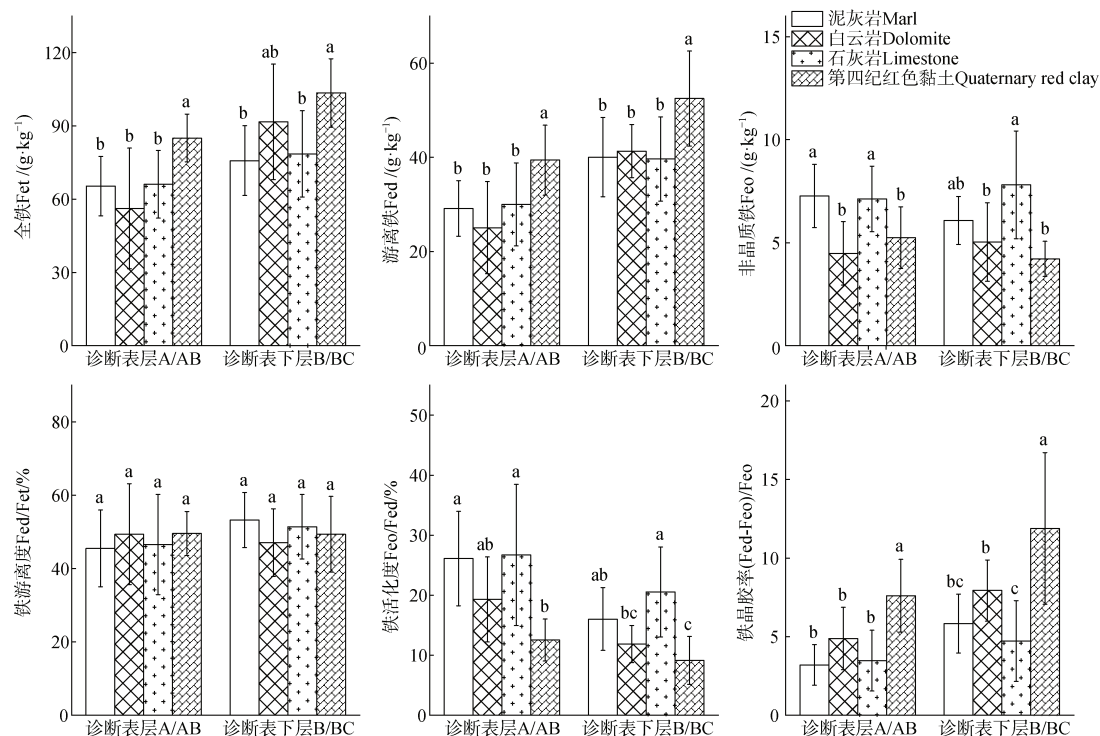 泥灰岩Marl
白云岩Dolomite
石灰岩Limestone
第四纪红色黏土Quaternary red clay
全铁Fet /(g·kg⁻¹)
120
90
60
30
0
b
b
b
a
b
ab
b
a
诊断表层A/AB
诊断表下层B/BC
游离铁Fed /(g·kg⁻¹)
60
40
20
0
b
b
b
a
b
b
b
a
诊断表层A/AB
诊断表下层B/BC
非晶质铁Feo /(g·kg⁻¹)
15
10
5
0
a
b
a
b
ab
b
a
b
诊断表层A/AB
诊断表下层B/BC
铁游离度Fed/Fet/%
80
60
40
20
0
a
a
a
a
a
a
a
a
诊断表层A/AB
诊断表下层B/BC
铁活化度Feo/Fed/%
50
40
30
20
10
0
a
ab
a
b
ab
bc
a
c
诊断表层A/AB
诊断表下层B/BC
铁晶胶率(Fed-Feo)/Feo
20
15
10
5
0
b
b
b
a
bc
b
c
a
诊断表层A/AB
诊断表下层B/BC